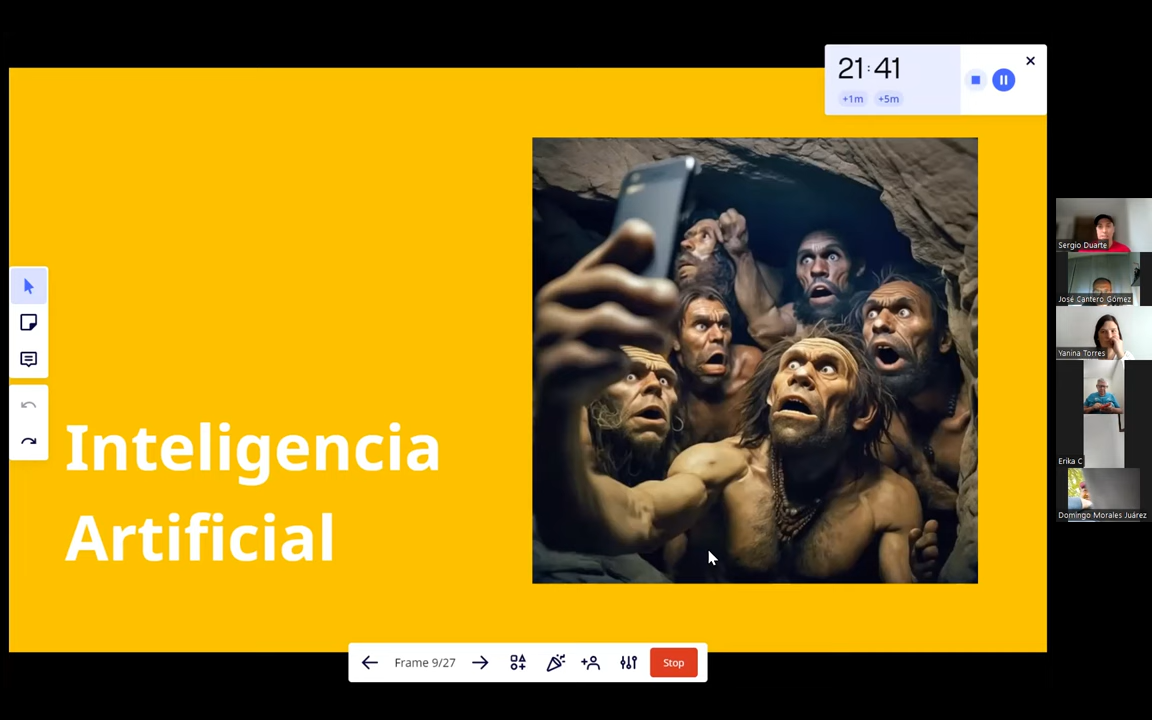 21:41
+1m +5m
Inteligencia
Artificial
Frame 9/27
Stop
Sergio Duarte
José Cantero Gómez
Yanina Torres
Erika C
Domingo Morales Juárez